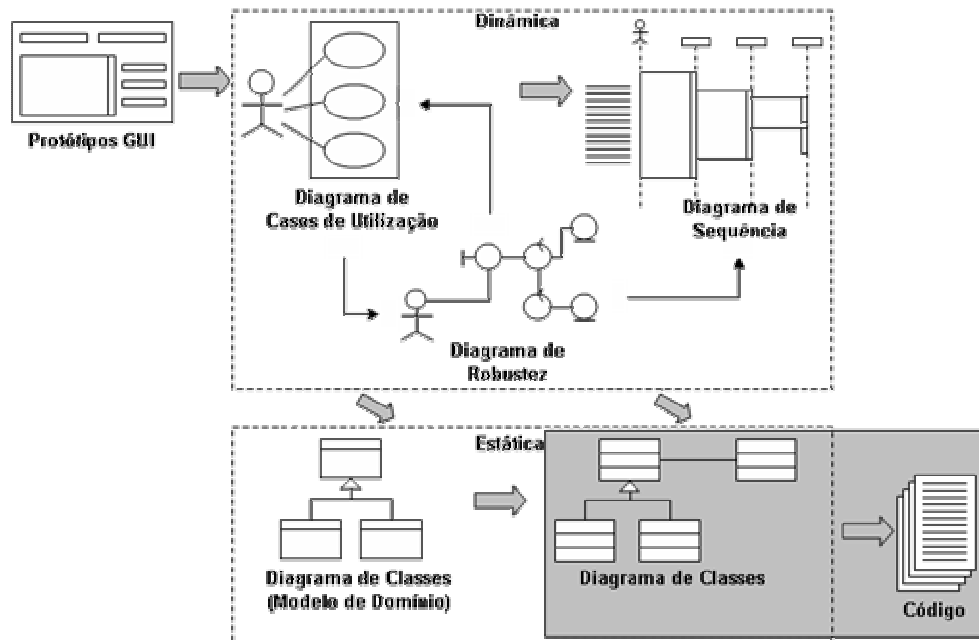 Dinâmica
Protótipos GUI
Diagrama de
Casos de Utilização
Diagrama de
Sequência
Diagrama de
Robustez
Estática
Diagrama de Classes
(Modelo de Domínio)
Diagrama de Classes
Código